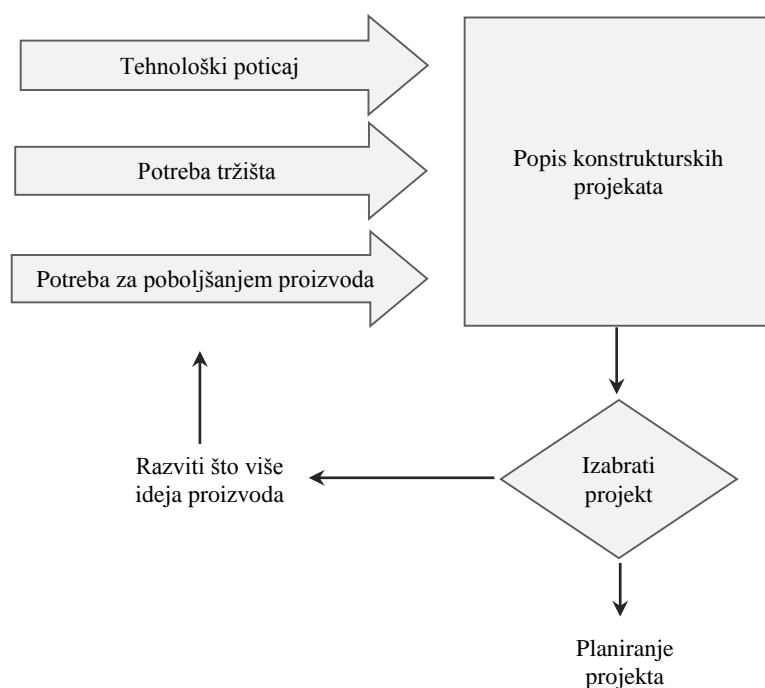 Tehnološki poticaj
Potreba tržišta
Potreba za poboljšanjem proizvoda
Popis konstrukturskih
projekata
Razviti što više
ideja proizvoda
Izabrati
projekt
Planiranje
projekta